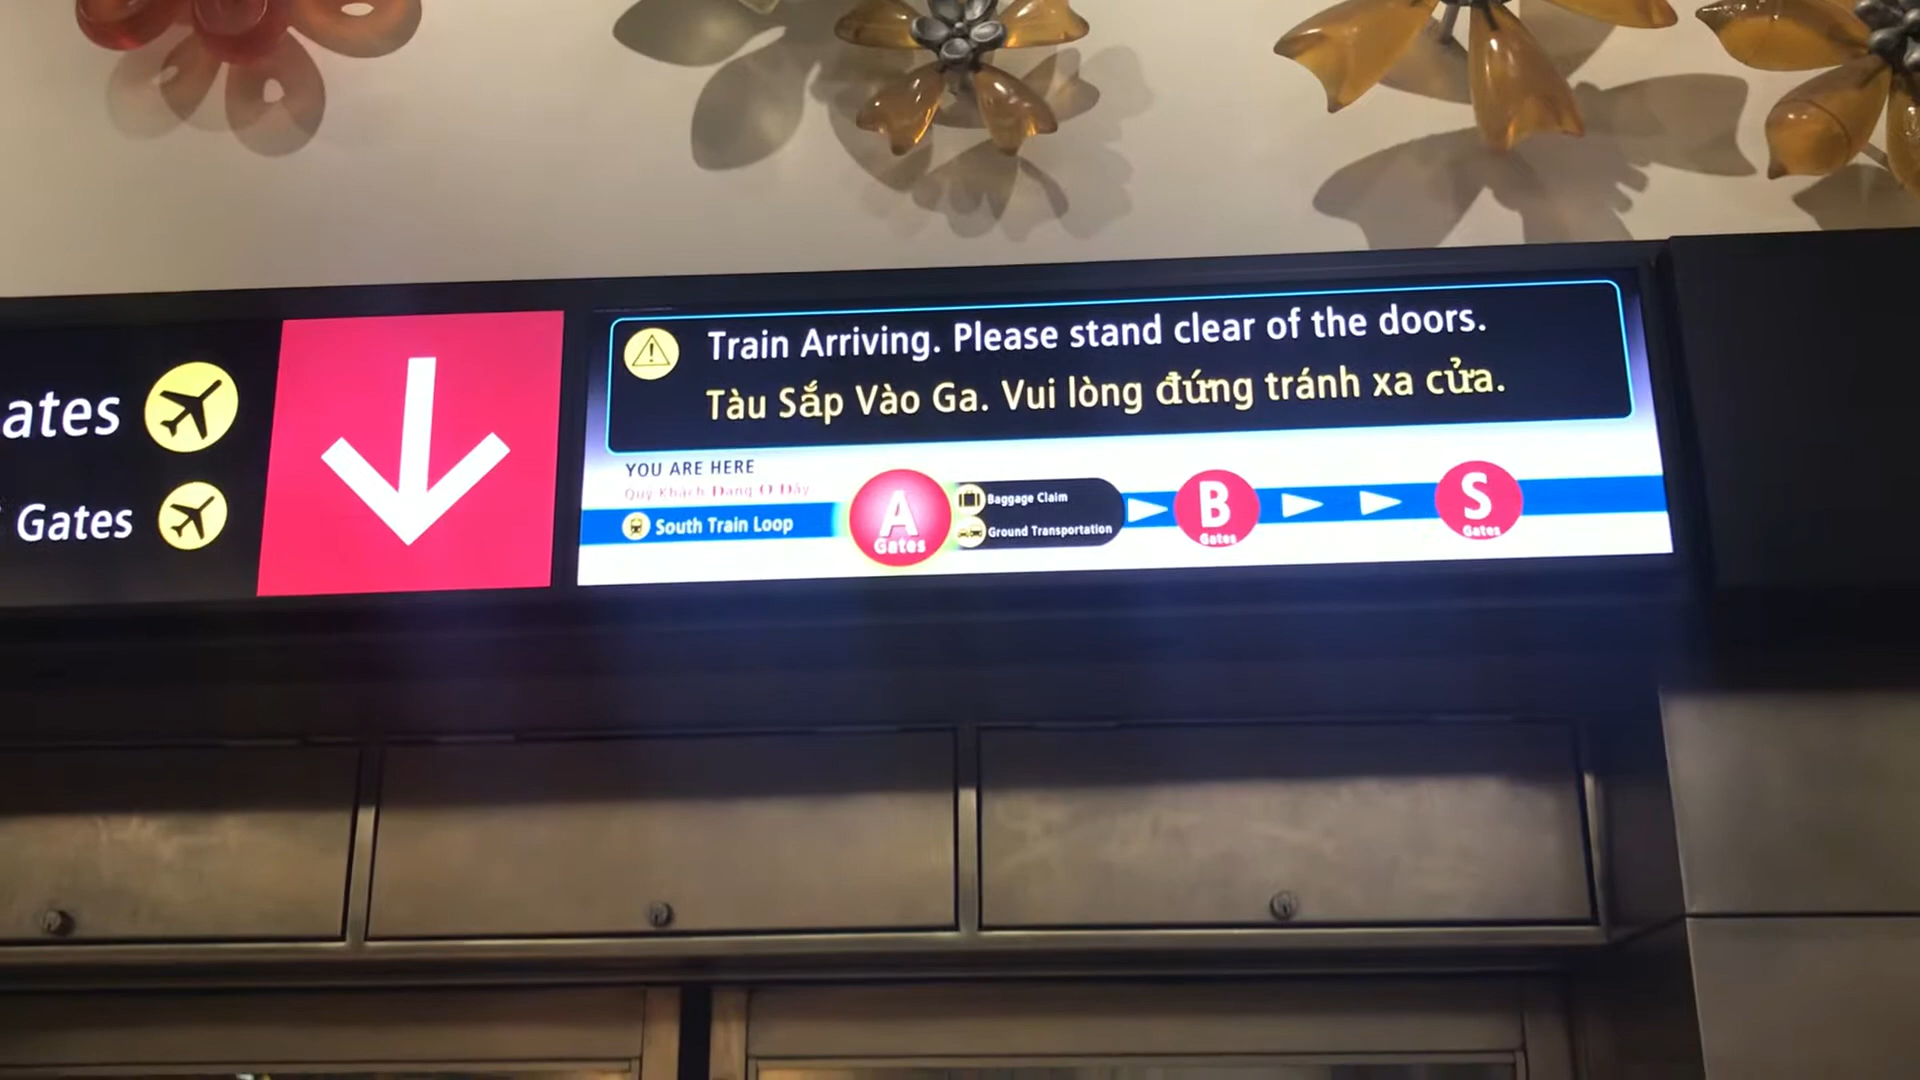 ates
Gates
Train Arriving. Please stand clear of the doors.
Tàu Sắp Vào Ga. Vui lòng đứng tránh xa cửa.
YOU ARE HERE
Quý Khách Đang Ở Đây
South Train Loop
A
Gates
Baggage Claim
Ground Transportation
B
Gates
S
Gates